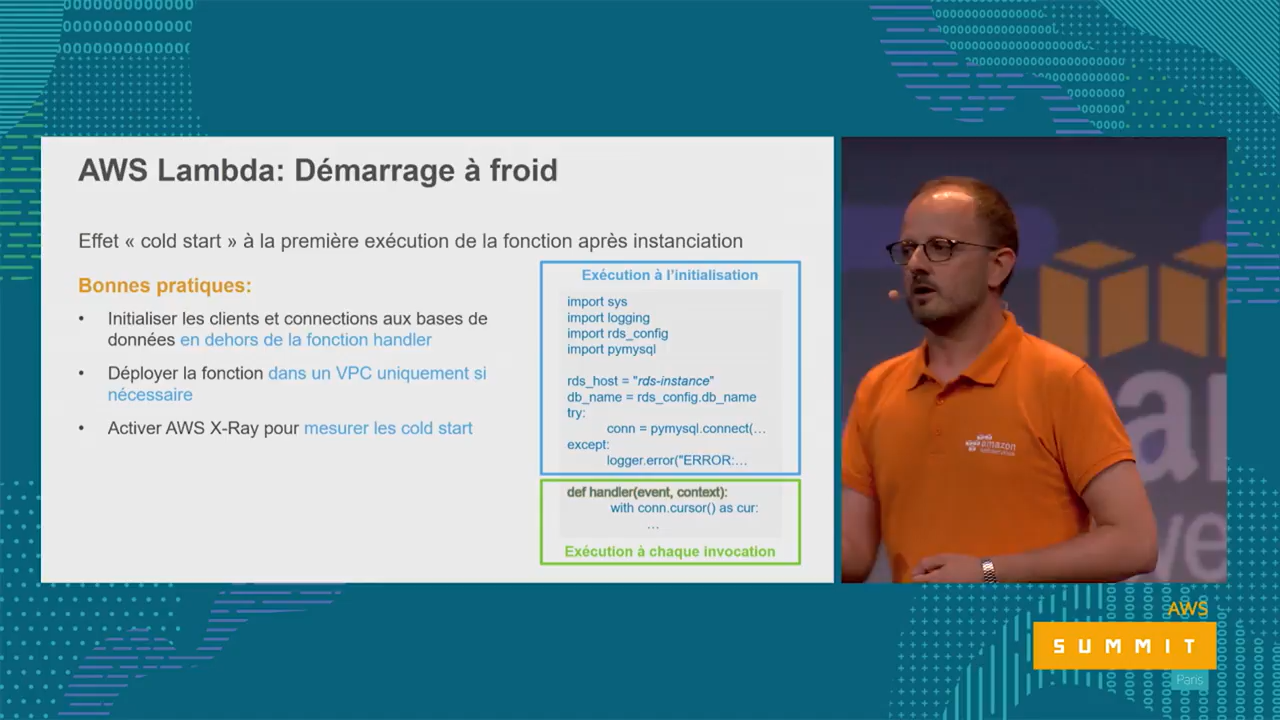 AWS Lambda: Démarrage à froid
Effet « cold start » à la première exécution de la fonction après instanciation
Bonnes pratiques:
• Initialiser les clients et connections aux bases de
données en dehors de la fonction handler
• Déployer la fonction dans un VPC uniquement si
nécessaire
• Activer AWS X-Ray pour mesurer les cold start
Exécution à l'initialisation
import sys
import logging
import rds_config
import pymysql
rds_host = "rds-instance"
db_name = rds_config.db_name
try:
conn = pymysql.connect(…
except:
logger.error("ERROR:…
def handler(event, context):
with conn.cursor() as cur:
…
Exécution à chaque invocation
amazon
AWS
SUMMIT
Paris